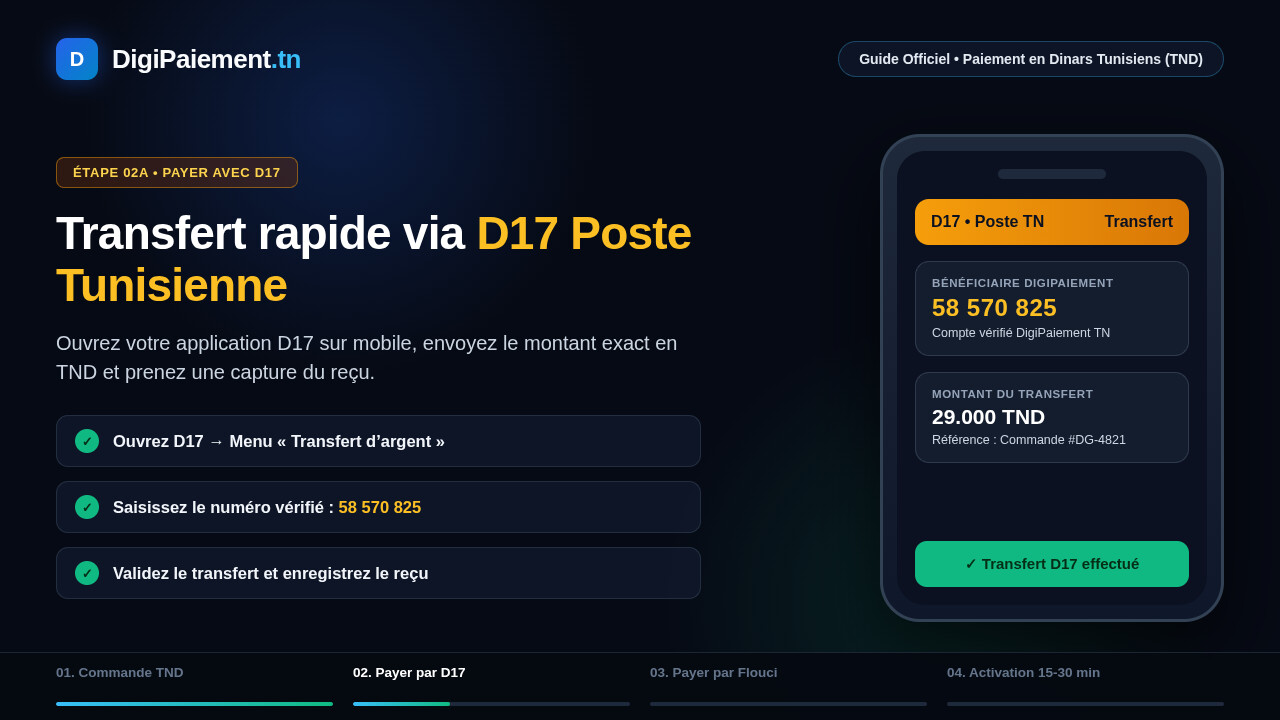 D
DigiPaiement.tn
Guide Officiel • Paiement en Dinars Tunisiens (TND)
ÉTAPE 02A • PAYER AVEC D17
Transfert rapide via D17 Poste
Tunisienne
Ouvrez votre application D17 sur mobile, envoyez le montant exact en
TND et prenez une capture du reçu.
✓ Ouvrez D17 → Menu « Transfert d’argent »
✓ Saisissez le numéro vérifié : 58 570 825
✓ Validez le transfert et enregistrez le reçu
D17 • Poste TN Transfert
BÉNÉFICIAIRE DIGIPAIEMENT
58 570 825
Compte vérifié DigiPaiement TN
MONTANT DU TRANSFERT
29.000 TND
Référence : Commande #DG-4821
✓ Transfert D17 effectué
01. Commande TND
02. Payer par D17
03. Payer par Flouci
04. Activation 15-30 min